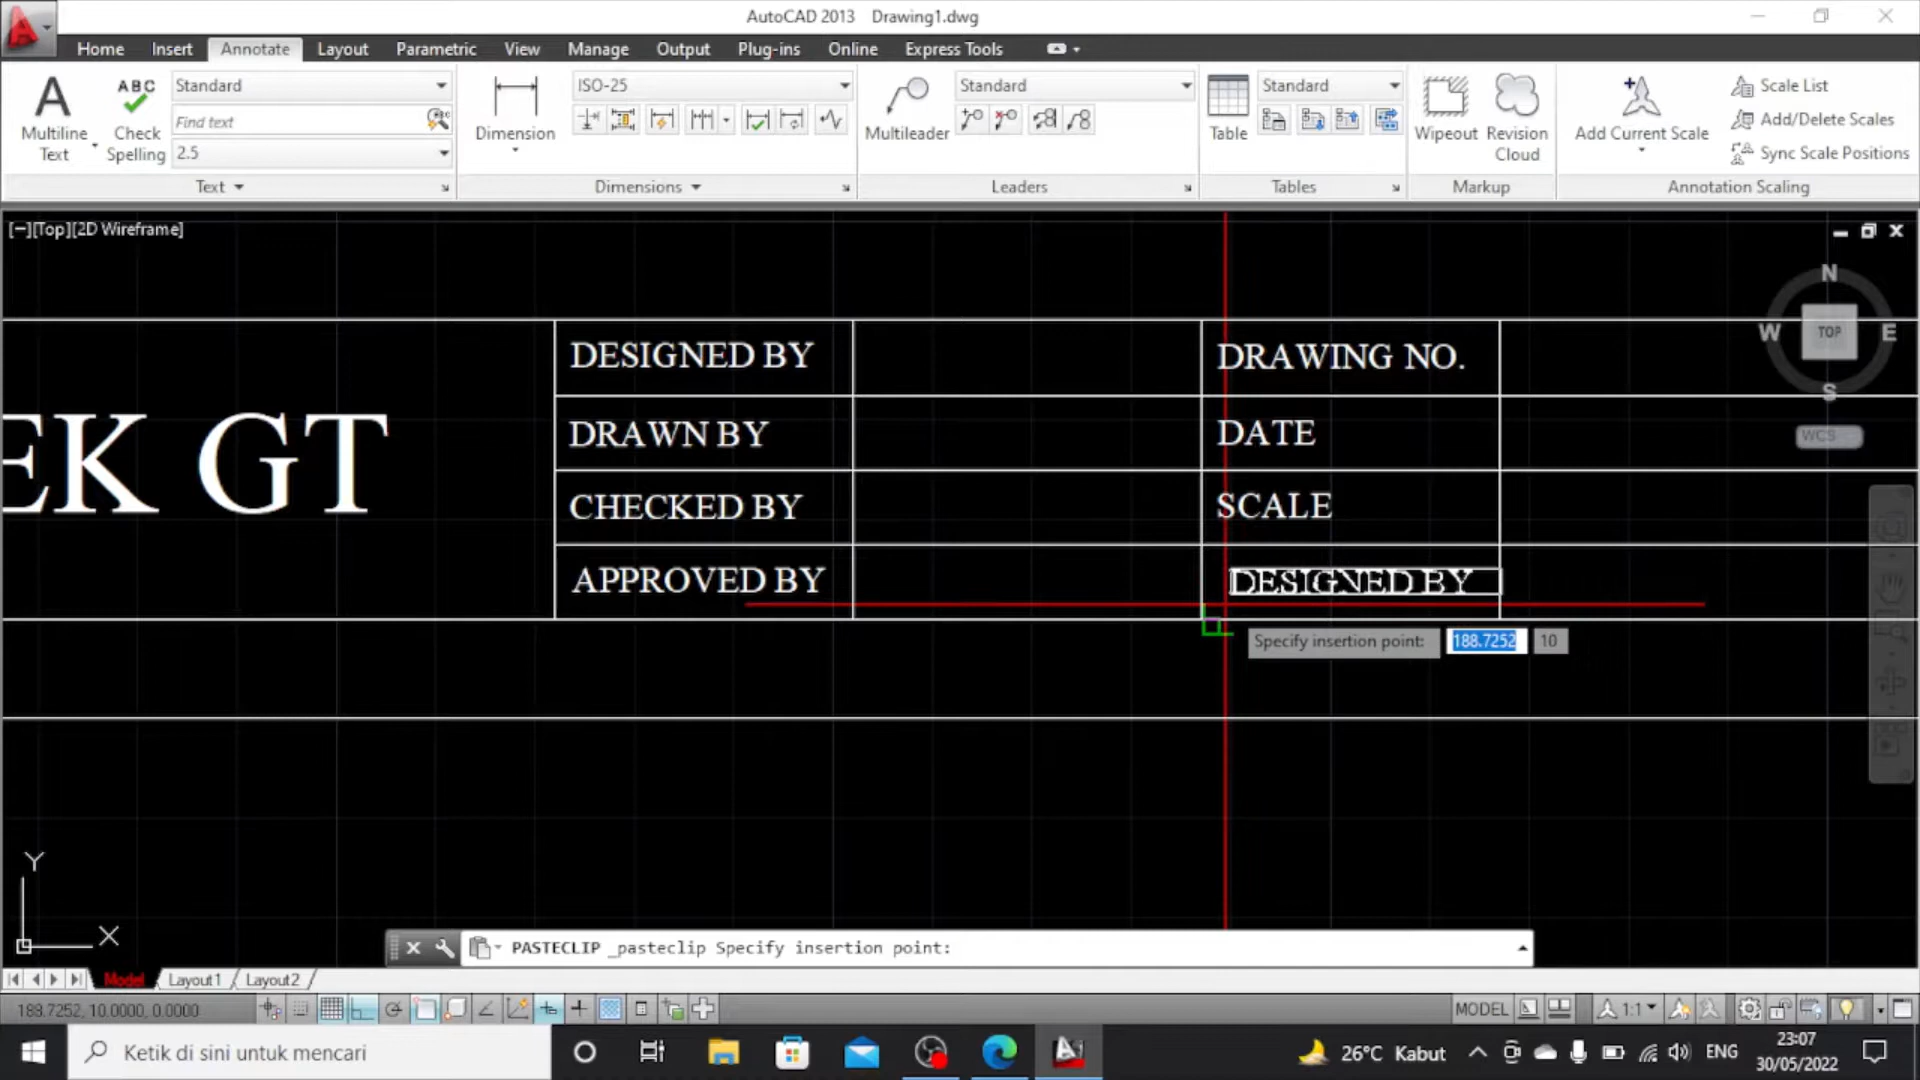 AutoCAD 2013 Drawing1.dwg
Home Insert Annotate Layout Parametric View Manage Output Plug-ins Online Express Tools
Multiline Text
ABC
Check Spelling
Standard
Find text
2.5
Text
Dimension
ISO-25
Dimensions
Multileader
Standard
Leaders
Table
Standard
Tables
Wipeout
Revision Cloud
Markup
Add Current Scale
Scale List
Add/Delete Scales
Sync Scale Positions
Annotation Scaling
[−][Top][2D Wireframe]
N
W TOP E
S
WCS
EK GT
DESIGNED BY DRAWING NO.
DRAWN BY DATE
CHECKED BY SCALE
APPROVED BY DESIGNED BY
Specify insertion point: 188.7252 10
Y
X
PASTECLIP _pasteclip Specify insertion point:
Model Layout1 Layout2
188.7252, 10.0000, 0.0000
MODEL 1:1
Ketik di sini untuk mencari
26°C Kabut
ENG
23:07
30/05/2022